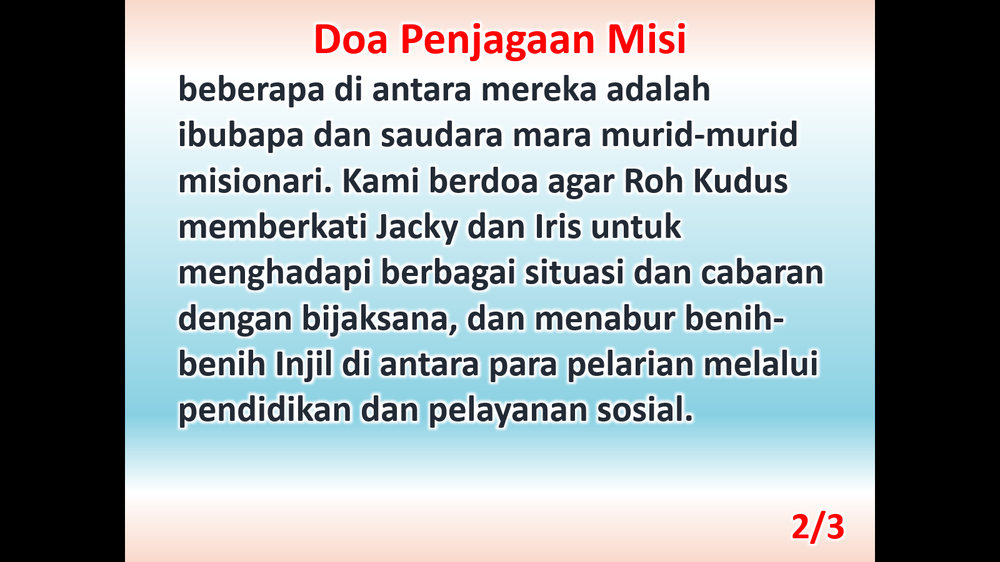 Doa Penjagaan Misi
beberapa di antara mereka adalah
ibubapa dan saudara mara murid-murid
misionari. Kami berdoa agar Roh Kudus
memberkati Jacky dan Iris untuk
menghadapi berbagai situasi dan cabaran
dengan bijaksana, dan menabur benih-
benih Injil di antara para pelarian melalui
pendidikan dan pelayanan sosial.
2/3